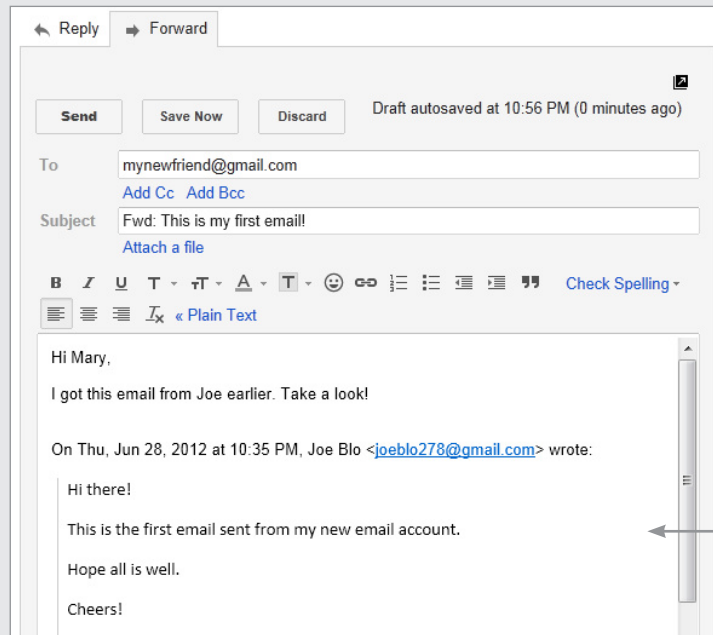 Reply Forward
Send Save Now Discard Draft autosaved at 10:56 PM (0 minutes ago)
To mynewfriend@gmail.com
Add Cc Add Bcc
Subject Fwd: This is my first email!
Attach a file
B I U T тT A T Check Spelling
« Plain Text
Hi Mary,
I got this email from Joe earlier. Take a look!
On Thu, Jun 28, 2012 at 10:35 PM, Joe Blo <joeblo278@gmail.com> wrote:
Hi there!
This is the first email sent from my new email account.
Hope all is well.
Cheers!